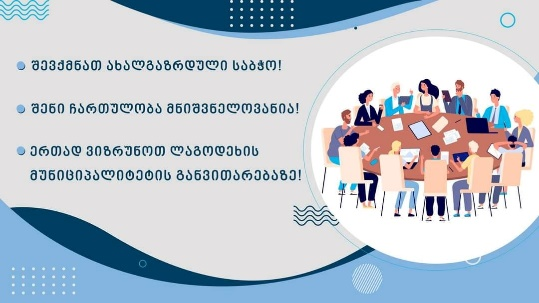 შევქმნათ ახალგაზრდული საბჭო!
შენი ჩართულობა მნიშვნელოვანია!
ერთად ვიზრუნოთ ლაგოდეხის
მუნიციპალიტეტის განვითარებაზე!